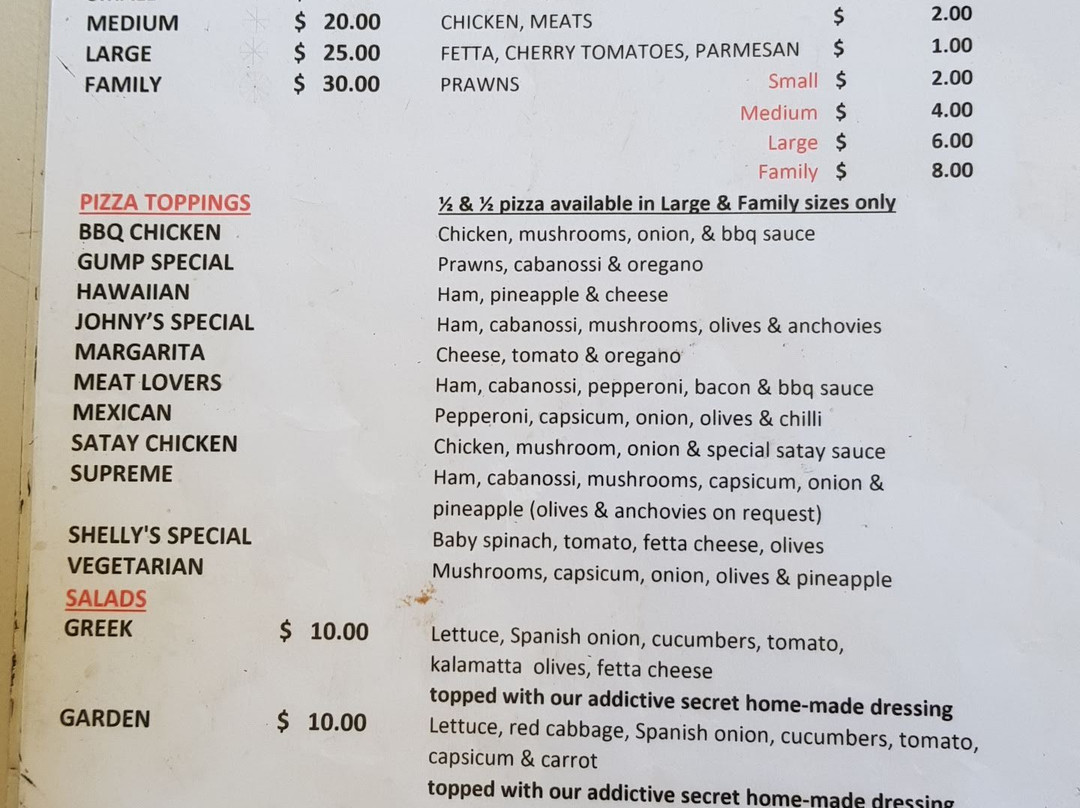 MEDIUM $ 20.00 CHICKEN, MEATS $ 2.00
LARGE $ 25.00 FETTA, CHERRY TOMATOES, PARMESAN $ 1.00
FAMILY $ 30.00 PRAWNS Small $ 2.00
Medium $ 4.00
Large $ 6.00
Family $ 8.00
PIZZA TOPPINGS ½ & ½ pizza available in Large & Family sizes only
BBQ CHICKEN Chicken, mushrooms, onion, & bbq sauce
GUMP SPECIAL Prawns, cabanossi & oregano
HAWAIIAN Ham, pineapple & cheese
JOHNY'S SPECIAL Ham, cabanossi, mushrooms, olives & anchovies
MARGARITA Cheese, tomato & oregano
MEAT LOVERS Ham, cabanossi, pepperoni, bacon & bbq sauce
MEXICAN Pepperoni, capsicum, onion, olives & chilli
SATAY CHICKEN Chicken, mushroom, onion & special satay sauce
SUPREME Ham, cabanossi, mushrooms, capsicum, onion &
pineapple (olives & anchovies on request)
SHELLY'S SPECIAL Baby spinach, tomato, fetta cheese, olives
VEGETARIAN Mushrooms, capsicum, onion, olives & pineapple
SALADS
GREEK $ 10.00 Lettuce, Spanish onion, cucumbers, tomato,
kalamatta olives, fetta cheese
topped with our addictive secret home-made dressing
GARDEN $ 10.00 Lettuce, red cabbage, Spanish onion, cucumbers, tomato,
capsicum & carrot
topped with our addictive secret home-made dressing